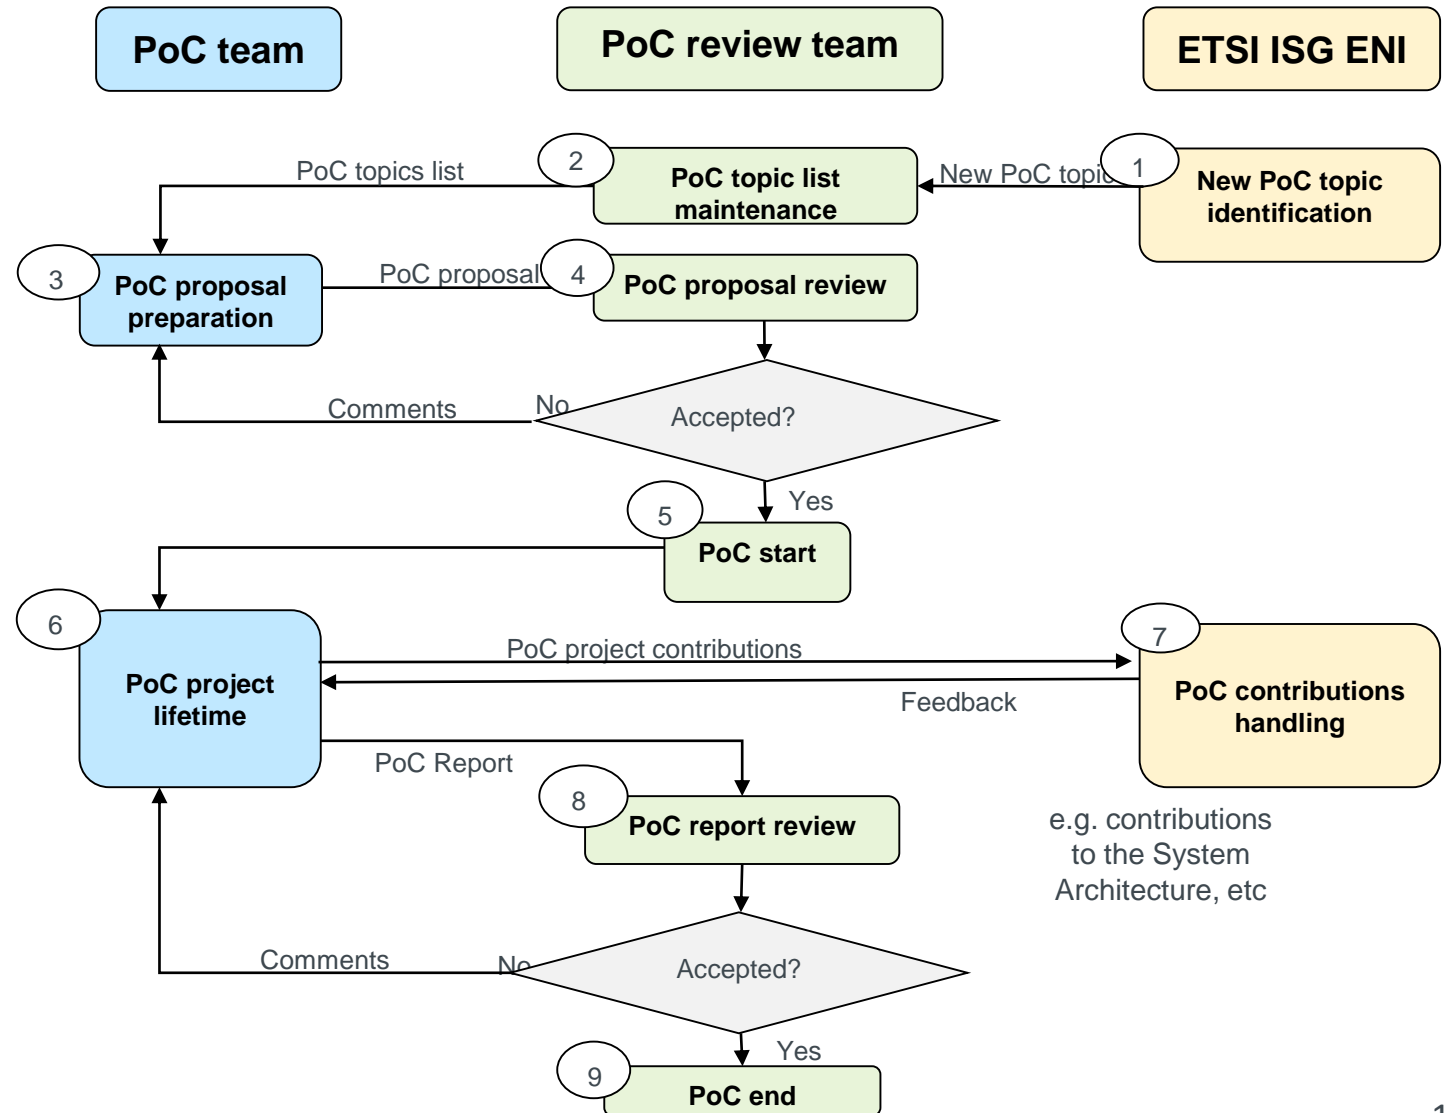 PoC team
PoC review team
ETSI ISG ENI
PoC topics list
2
PoC topic list
maintenance
New PoC topic
1
New PoC topic
identification
3
PoC proposal
preparation
PoC proposal
4
PoC proposal review
Comments
No
Accepted?
Yes
5
PoC start
6
PoC project
lifetime
PoC project contributions
Feedback
7
PoC contributions
handling
PoC Report
8
PoC report review
e.g. contributions
to the System
Architecture, etc
Comments
No
Accepted?
Yes
9
PoC end
1